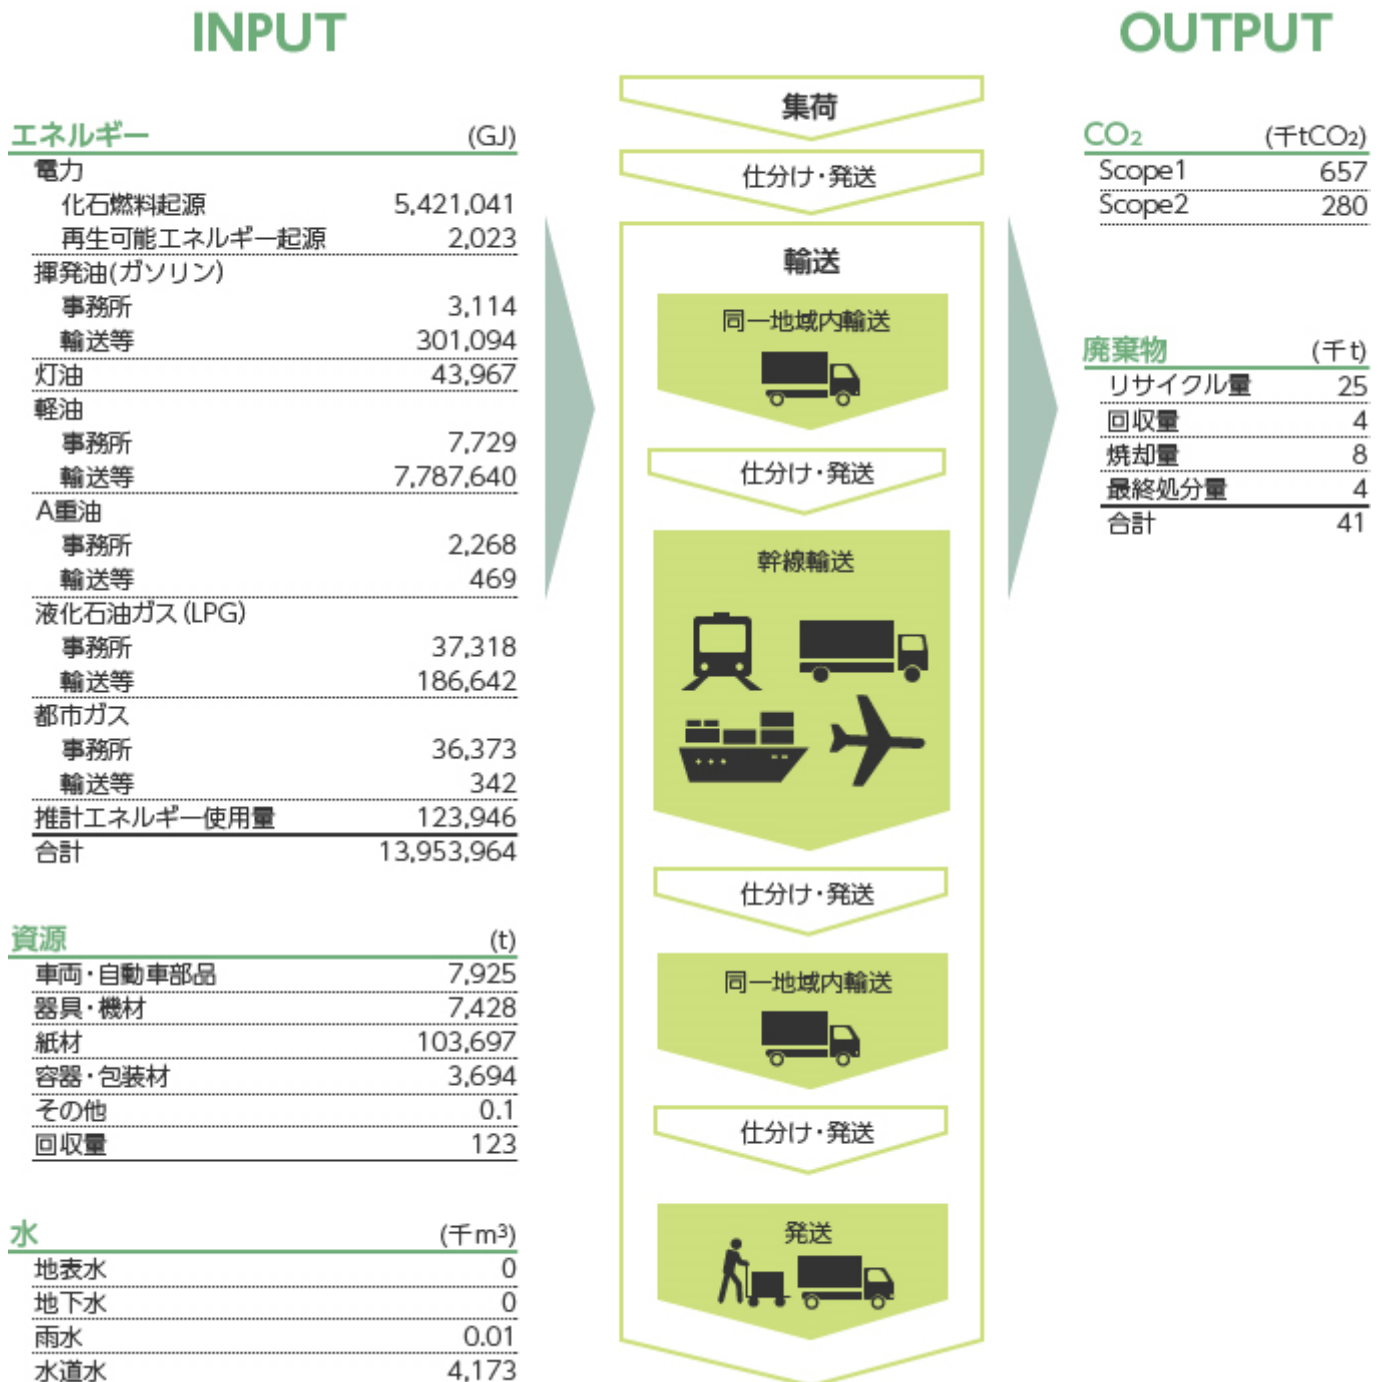 INPUT
エネルギー (GJ)
電力
化石燃料起源 5,421,041
再生可能エネルギー起源 2,023
揮発油(ガソリン)
事務所 3,114
輸送等 301,094
灯油 43,967
軽油
事務所 7,729
輸送等 7,787,640
A重油
事務所 2,268
輸送等 469
液化石油ガス(LPG)
事務所 37,318
輸送等 186,642
都市ガス
事務所 36,373
輸送等 342
推計エネルギー使用量 123,946
合計 13,953,964
資源 (t)
車両・自動車部品 7,925
器具・機材 7,428
紙材 103,697
容器・包装材 3,694
その他 0.1
回収量 123
水 (千m³)
地表水 0
地下水 0
雨水 0.01
水道水 4,173
集荷
仕分け・発送
輸送
同一地域内輸送
仕分け・発送
幹線輸送
仕分け・発送
同一地域内輸送
仕分け・発送
発送
OUTPUT
CO₂ (千tCO₂)
Scope1 657
Scope2 280
廃棄物 (千t)
リサイクル量 25
回収量 4
焼却量 8
最終処分量 4
合計 41